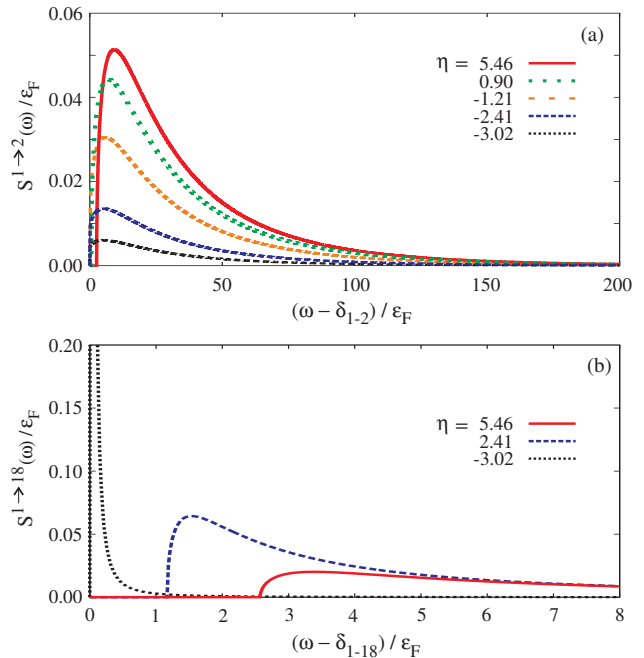 0.06
(a)
η = 5.46
0.90
-1.21
-2.41
-3.02
0.04
0.02
0.00
S^{1→2}(ω)/ε_F
0 50 100 150 200
(ω − δ_{1-2}) / ε_F
0.20
(b)
η = 5.46
2.41
-3.02
0.15
0.10
0.05
0.00
S^{1→18}(ω)/ε_F
0 1 2 3 4 5 6 7 8
(ω − δ_{1-18}) / ε_F